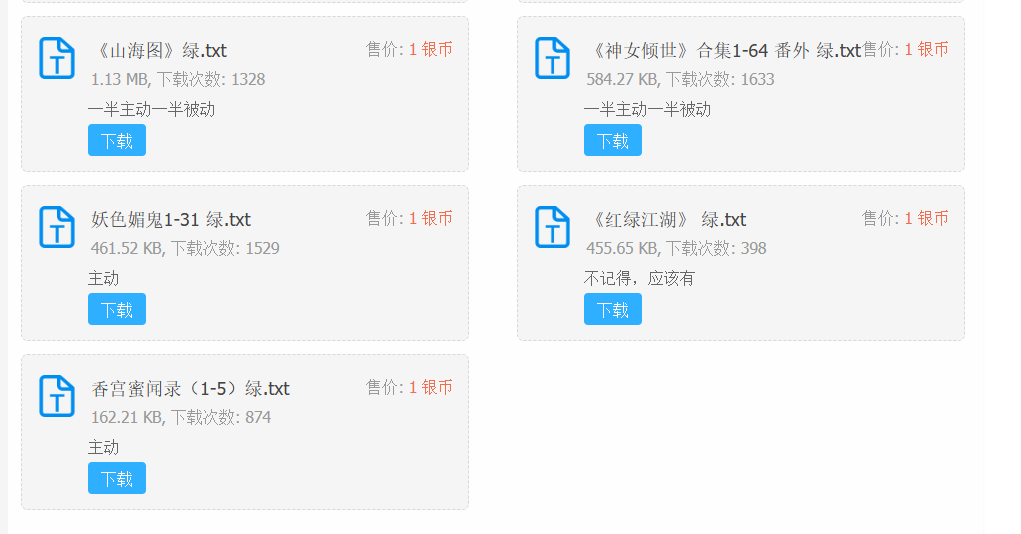 《山海图》绿.txt 售价: 1 银币
1.13 MB, 下载次数: 1328
一半主动一半被动
下载
《神女倾世》合集1-64 番外 绿.txt 售价: 1 银币
584.27 KB, 下载次数: 1633
一半主动一半被动
下载
妖色媚鬼1-31 绿.txt 售价: 1 银币
461.52 KB, 下载次数: 1529
主动
下载
《红绿江湖》 绿.txt 售价: 1 银币
455.65 KB, 下载次数: 398
不记得，应该有
下载
香宫蜜闻录（1-5）绿.txt 售价: 1 银币
162.21 KB, 下载次数: 874
主动
下载